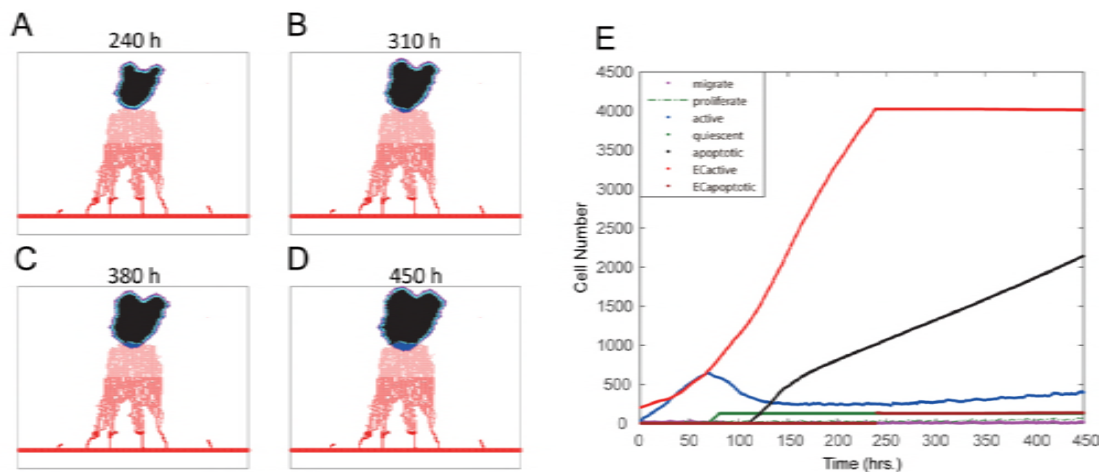 A
240 h
B
310 h
C
380 h
D
450 h
E
4500
4000
3500
3000
2500
2000
1500
1000
500
0
Cell Number
migrate
proliferate
active
quiescent
apoptotic
ECactive
ECapoptotic
0 50 100 150 200 250 300 350 400 450
Time (hrs.)